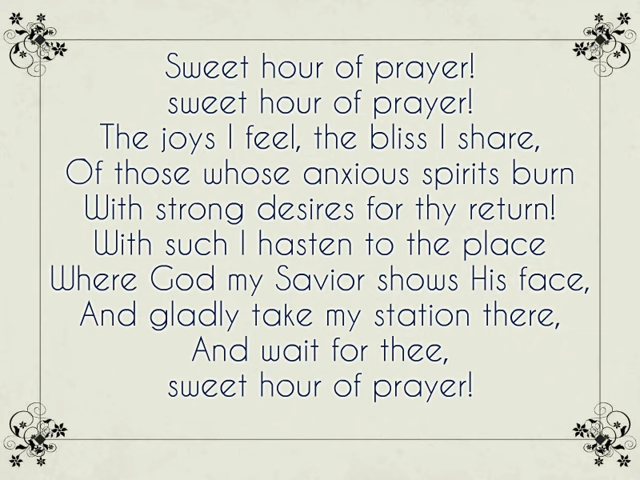 Sweet hour of prayer!
sweet hour of prayer!
The joys I feel, the bliss I share,
Of those whose anxious spirits burn
With strong desires for thy return!
With such I hasten to the place
Where God my Savior shows His face,
And gladly take my station there,
And wait for thee,
sweet hour of prayer!